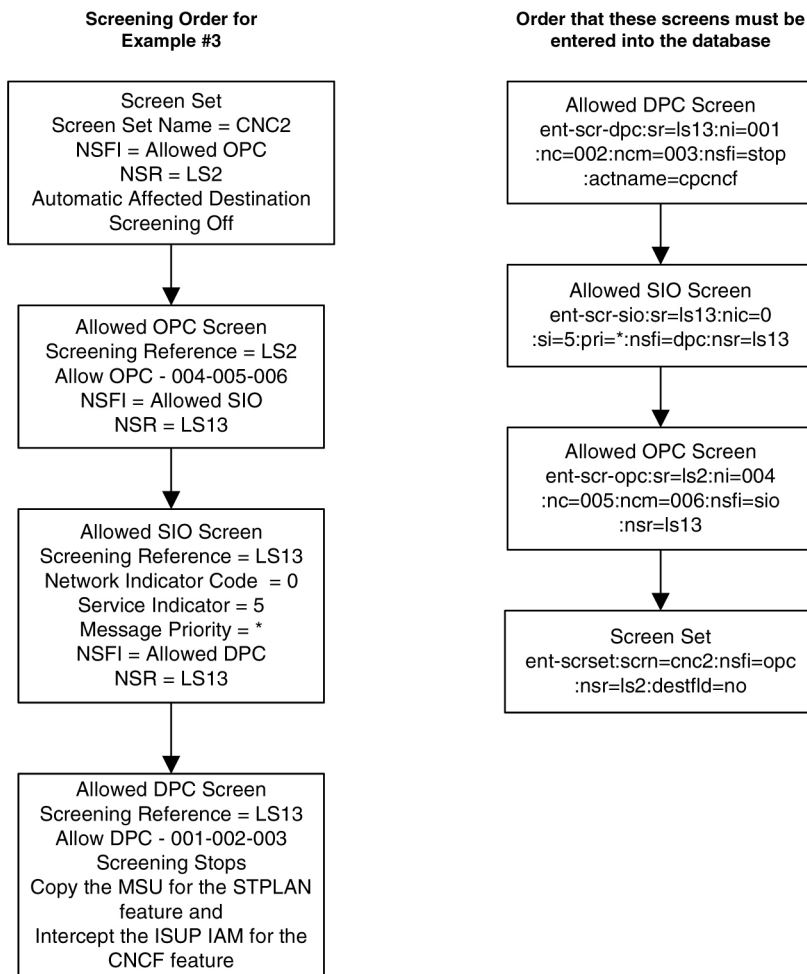 Screening Order for
Example #3
Screen Set
Screen Set Name = CNC2
NSFI = Allowed OPC
NSR = LS2
Automatic Affected Destination
Screening Off
Allowed OPC Screen
Screening Reference = LS2
Allow OPC - 004-005-006
NSFI = Allowed SIO
NSR = LS13
Allowed SIO Screen
Screening Reference = LS13
Network Indicator Code  = 0
Service Indicator = 5
Message Priority = *
NSFI = Allowed DPC
NSR = LS13
Allowed DPC Screen
Screening Reference = LS13
Allow DPC - 001-002-003
Screening Stops
Copy the MSU for the STPLAN
feature and
Intercept the ISUP IAM for the
CNCF feature
Order that these screens must be
entered into the database
Allowed DPC Screen
ent-scr-dpc:sr=ls13:ni=001
:nc=002:ncm=003:nsfi=stop
:actname=cpcncf
Allowed SIO Screen
ent-scr-sio:sr=ls13:nic=0
:si=5:pri=*:nsfi=dpc:nsr=ls13
Allowed OPC Screen
ent-scr-opc:sr=ls2:ni=004
:nc=005:ncm=006:nsfi=sio
:nsr=ls13
Screen Set
ent-scrset:scrn=cnc2:nsfi=opc
:nsr=ls2:destfld=no